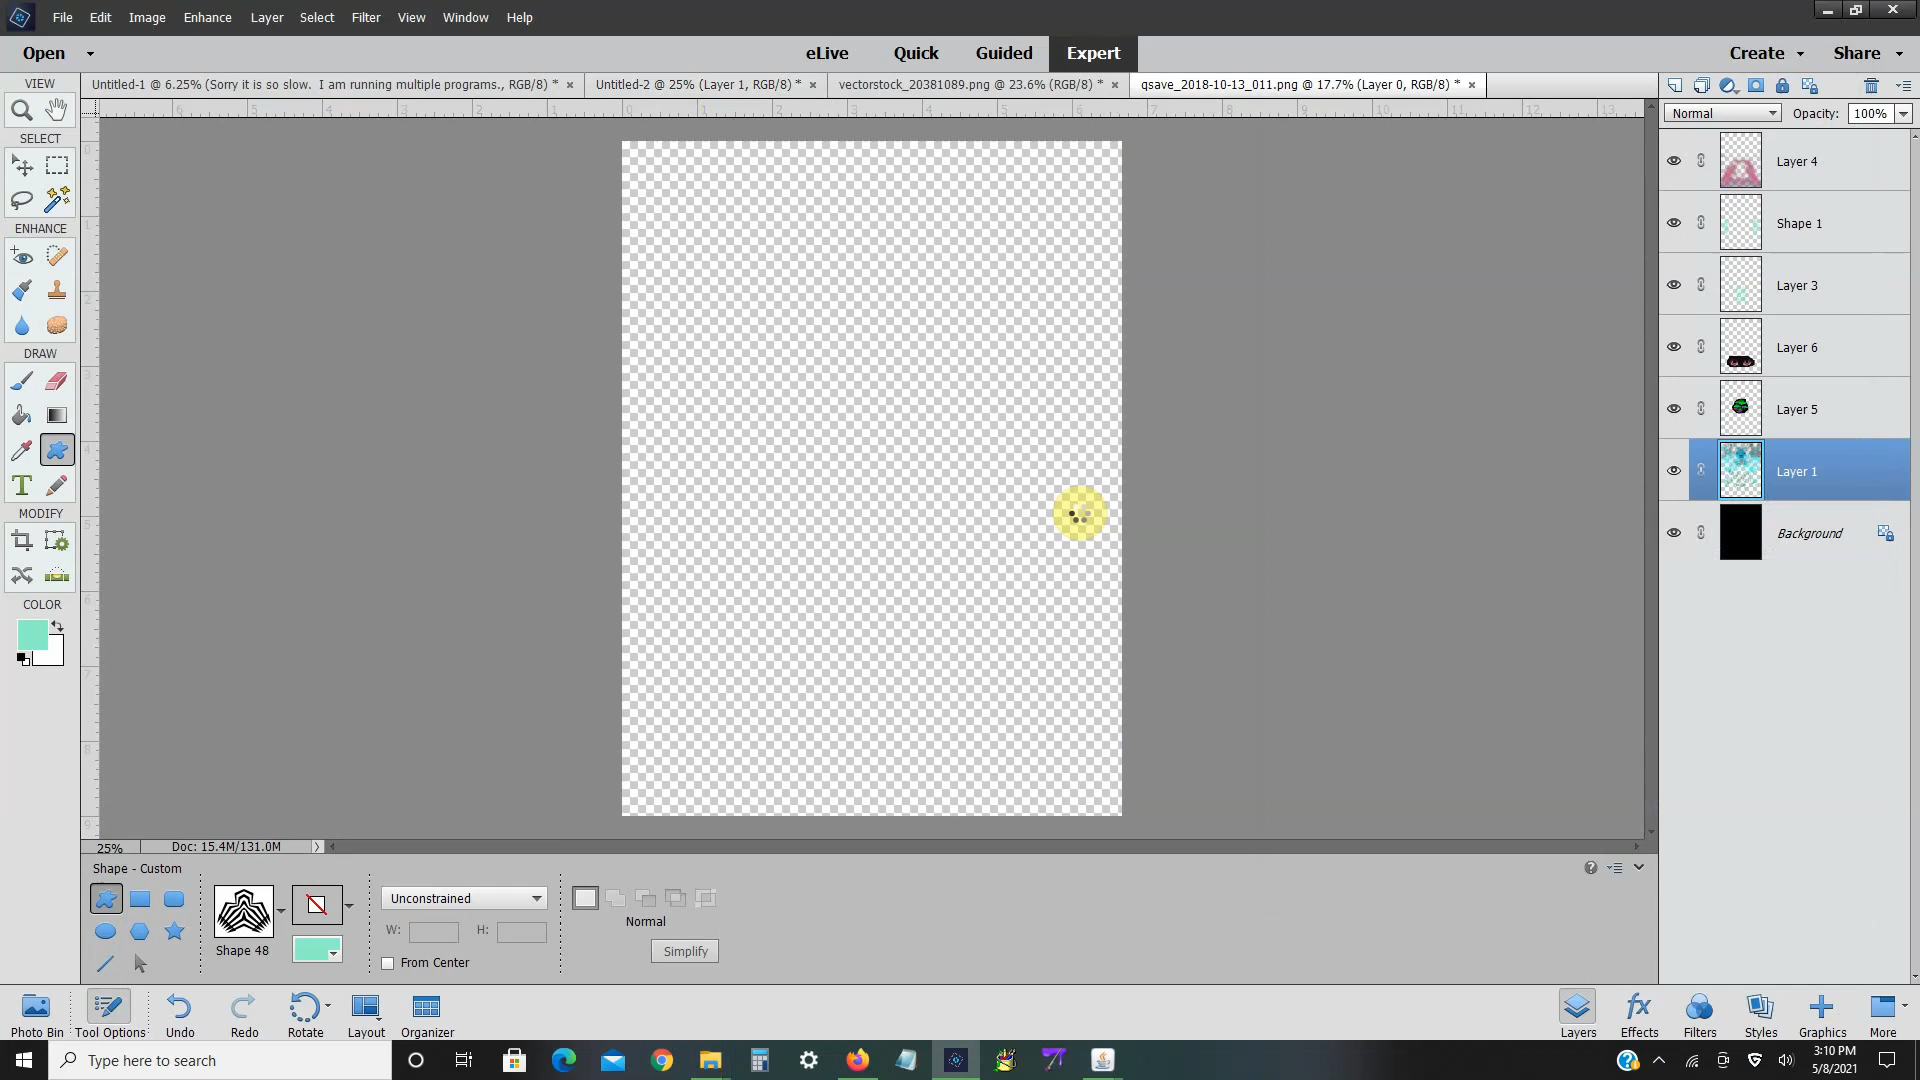 File Edit Image Enhance Layer Select Filter View Window Help
Open eLive Quick Guided Expert Create Share
VIEW
Untitled-1 @ 6.25% (Sorry it is so slow.  I am running multiple programs., RGB/8) * × Untitled-2 @ 25% (Layer 1, RGB/8) * × vectorstock_20381089.png @ 23.6% (RGB/8) * × qsave_2018-10-13_011.png @ 17.7% (Layer 0, RGB/8) * ×
Normal Opacity: 100%
SELECT
Layer 4
Shape 1
ENHANCE
Layer 3
Layer 6
DRAW
Layer 5
Layer 1
T
MODIFY
Background
COLOR
25% Doc: 15.4M/131.0M
Shape - Custom
Unconstrained
Normal
W: H:
Shape 48 Simplify
From Center
Photo Bin Tool Options Undo Redo Rotate Layout Organizer Layers Effects Filters Styles Graphics More
Type here to search
3:10 PM
5/8/2021